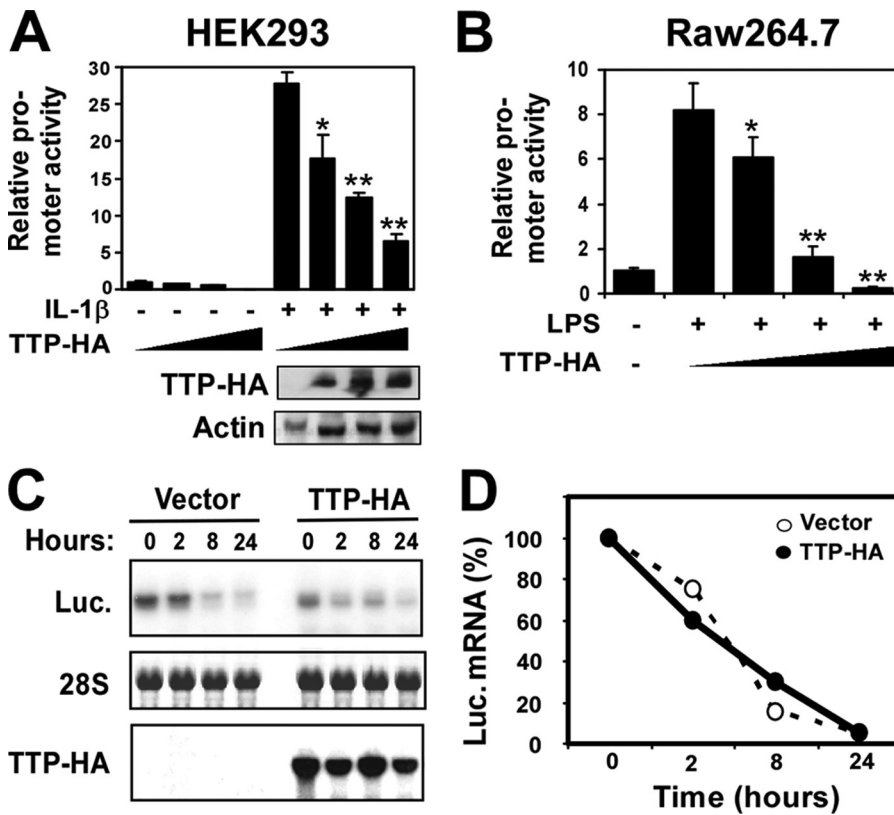 A HEK293
Relative pro-
moter activity
30
25
20
15
10
5
0
* ** **
IL-1β - - - - + + + +
TTP-HA
TTP-HA
Actin
B Raw264.7
Relative pro-
moter activity
10
8
6
4
2
0
* ** **
LPS - + + + +
TTP-HA -
C Vector TTP-HA
Hours: 0 2 8 24 0 2 8 24
Luc.
28S
TTP-HA
D
Luc. mRNA (%)
100
80
60
40
20
0
Vector
TTP-HA
0 2 8 24
Time (hours)